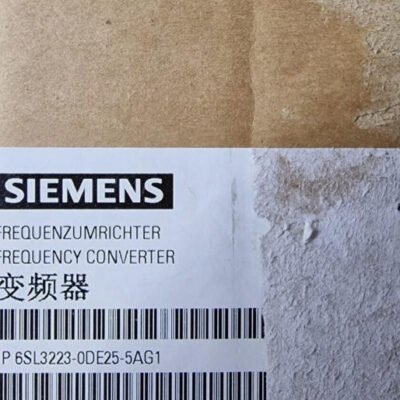 SIEMENS
FREQUENZUMRICHTER
FREQUENCY CONVERTER
变频器
P 6SL3223-0DE25-5AG1